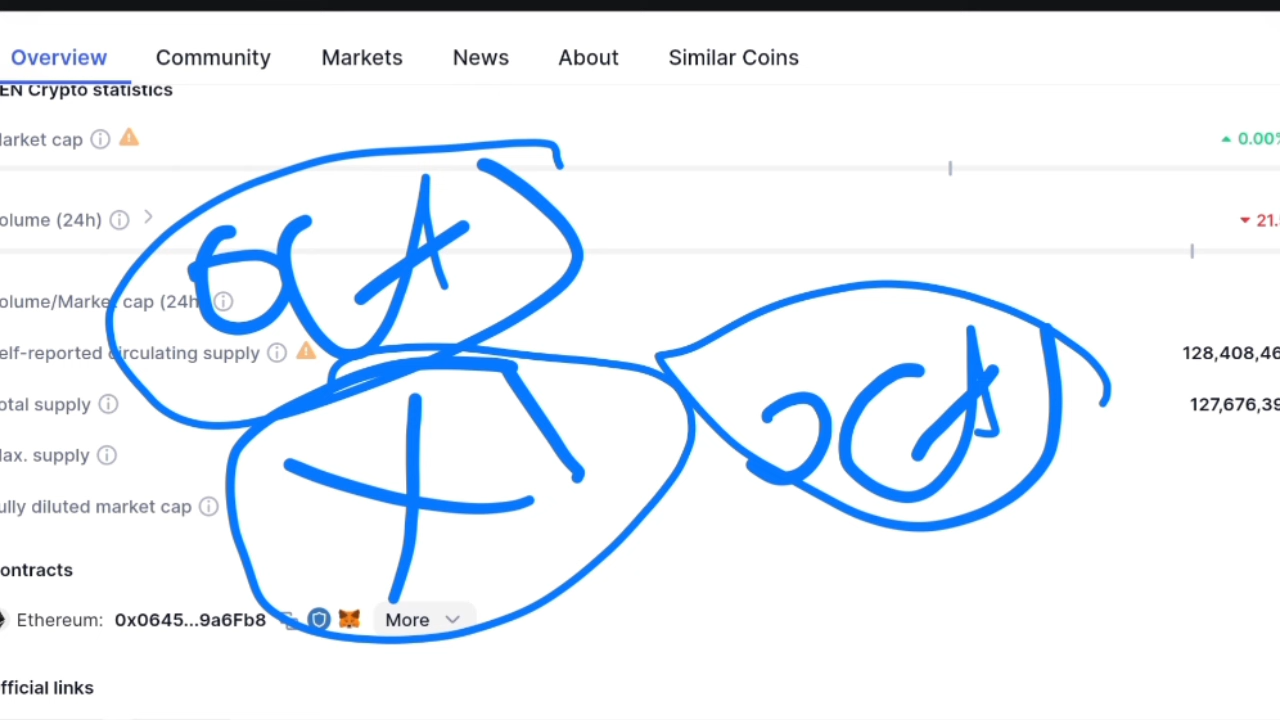 Overview Community Markets News About Similar Coins
EN Crypto statistics
arket cap
0.00%
olume (24h)
21.
olume/Market cap (24h
elf-reported circulating supply
128,408,46
otal supply
127,676,39
ax. supply
ully diluted market cap
ontracts
Ethereum: 0x0645...9a6Fb8 More
fficial links